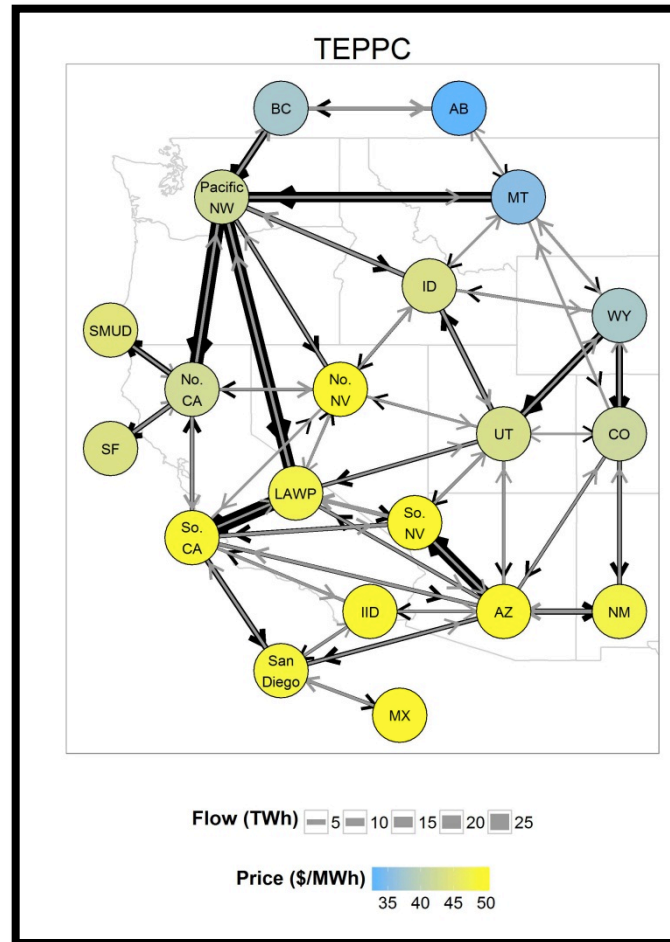 TEPPC
BC
AB
Pacific
NW
MT
ID
WY
SMUD
No.
CA
No.
NV
UT
CO
SF
LAWP
So.
CA
So.
NV
IID
AZ
NM
San
Diego
MX
Flow (TWh) 5 10 15 20 25
Price ($/MWh)
35 40 45 50